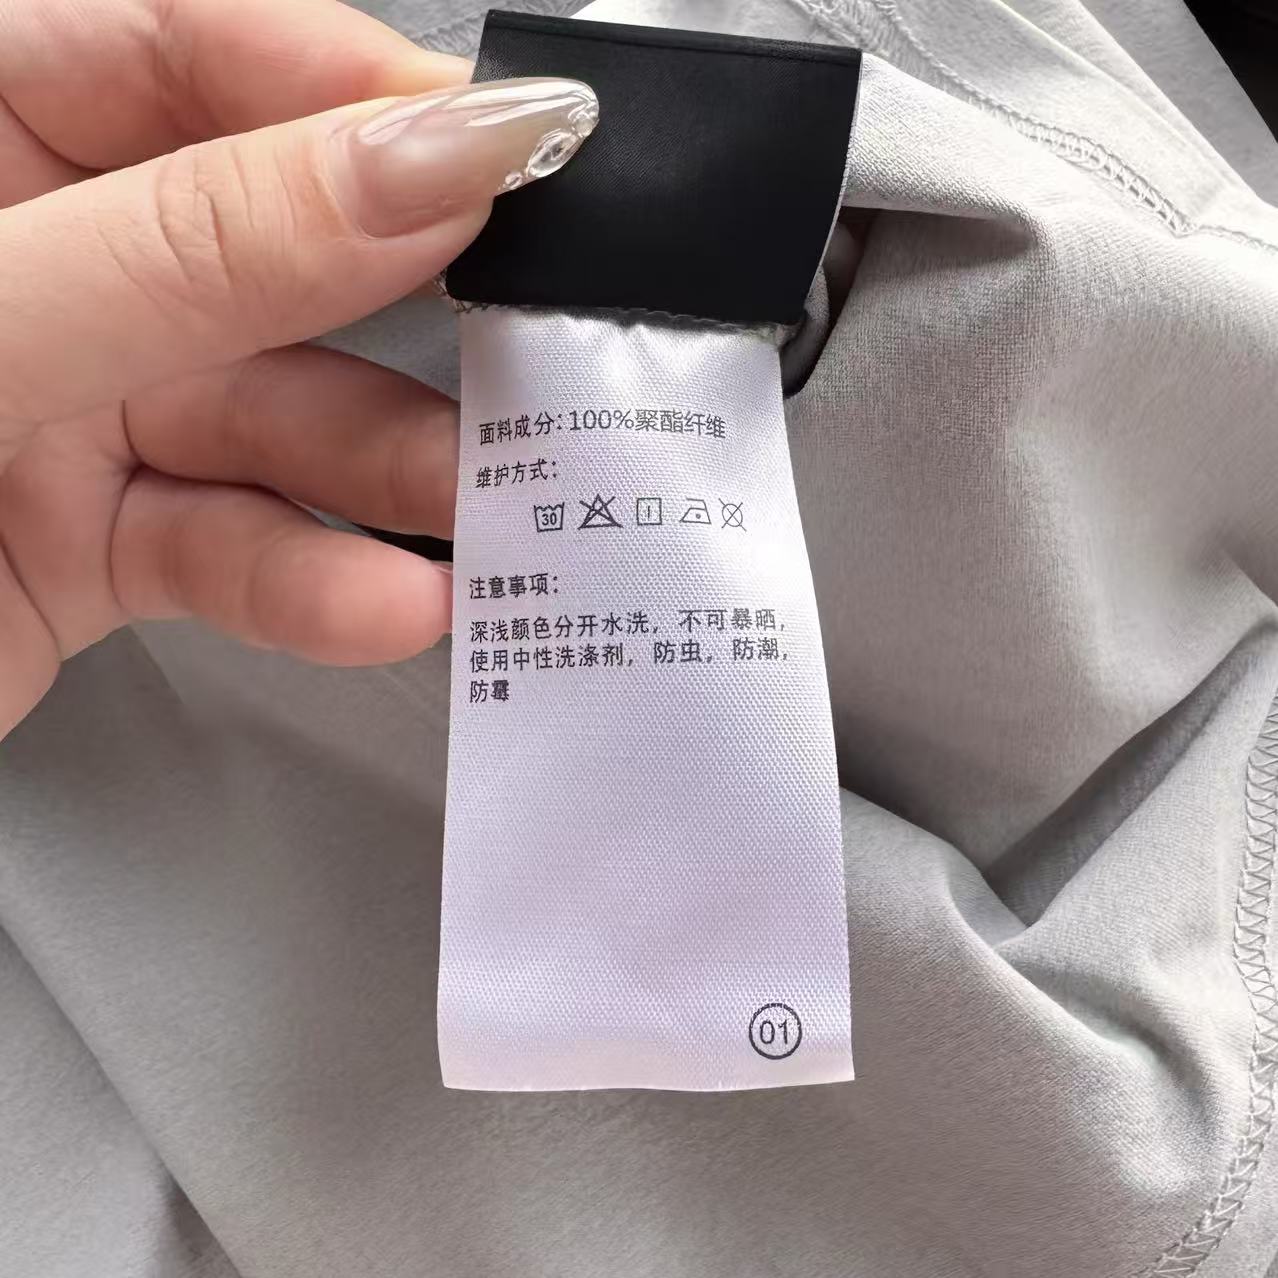 面料成分:100%聚酯纤维
维护方式:
30
注意事项:
深浅颜色分开水洗，不可暴晒，
使用中性洗涤剂，防虫，防潮，
防霉
01